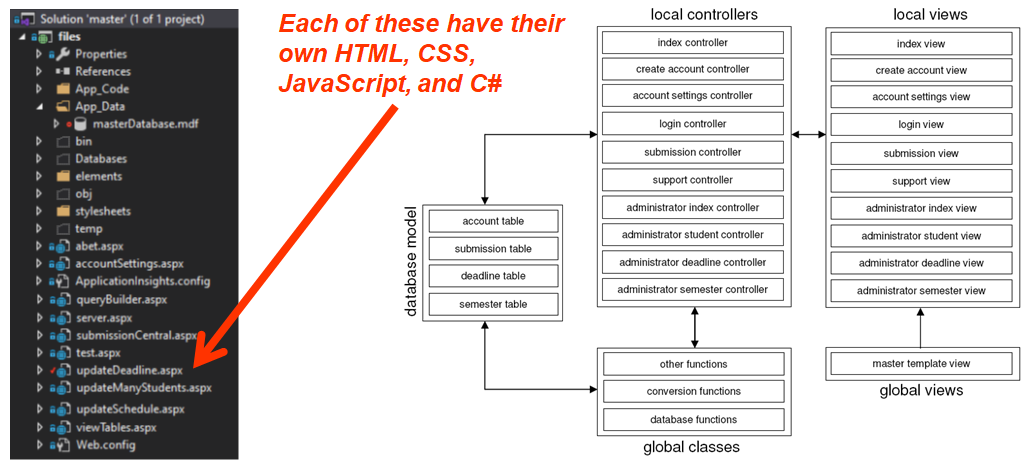 Solution 'master' (1 of 1 project)
files
Properties
References
App_Code
App_Data
masterDatabase.mdf
bin
Databases
elements
obj
stylesheets
temp
abet.aspx
accountSettings.aspx
ApplicationInsights.config
queryBuilder.aspx
server.aspx
submissionCentral.aspx
test.aspx
updateDeadline.aspx
updateManyStudents.aspx
updateSchedule.aspx
viewTables.aspx
Web.config
Each of these have their
own HTML, CSS,
JavaScript, and C#
database model
account table
submission table
deadline table
semester table
local controllers
index controller
create account controller
account settings controller
login controller
submission controller
support controller
administrator index controller
administrator student controller
administrator deadline controller
administrator semester controller
other functions
conversion functions
database functions
global classes
local views
index view
create account view
account settings view
login view
submission view
support view
administrator index view
administrator student view
administrator deadline view
administrator semester view
master template view
global views